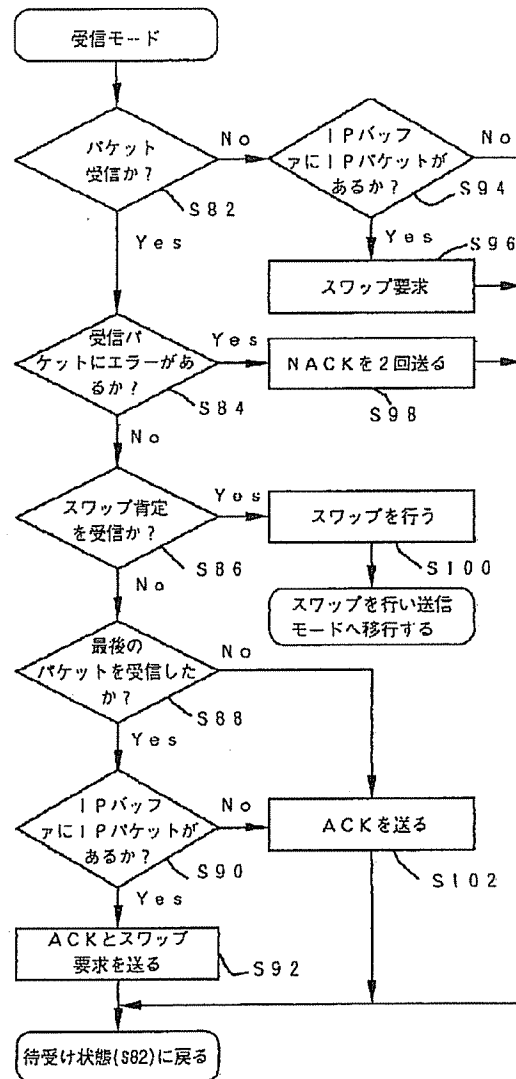 受信モード
パケット
受信か？
S82
No
Yes
IPバッフ
ァにIPパケットが
あるか？
S94
No
Yes
S96
スワップ要求
受信パ
ケットにエラーがあ
るか？
S84
Yes
No
NACKを2回送る
S98
スワップ肯定
を受信か？
S86
Yes
No
スワップを行う
S100
スワップを行い送信
モードへ移行する
最後の
パケットを受信した
か？
S88
No
Yes
IPバッフ
ァにIPパケットが
あるか？
S90
No
Yes
ACKを送る
S102
ACKとスワップ
要求を送る
S92
待受け状態(S82)に戻る